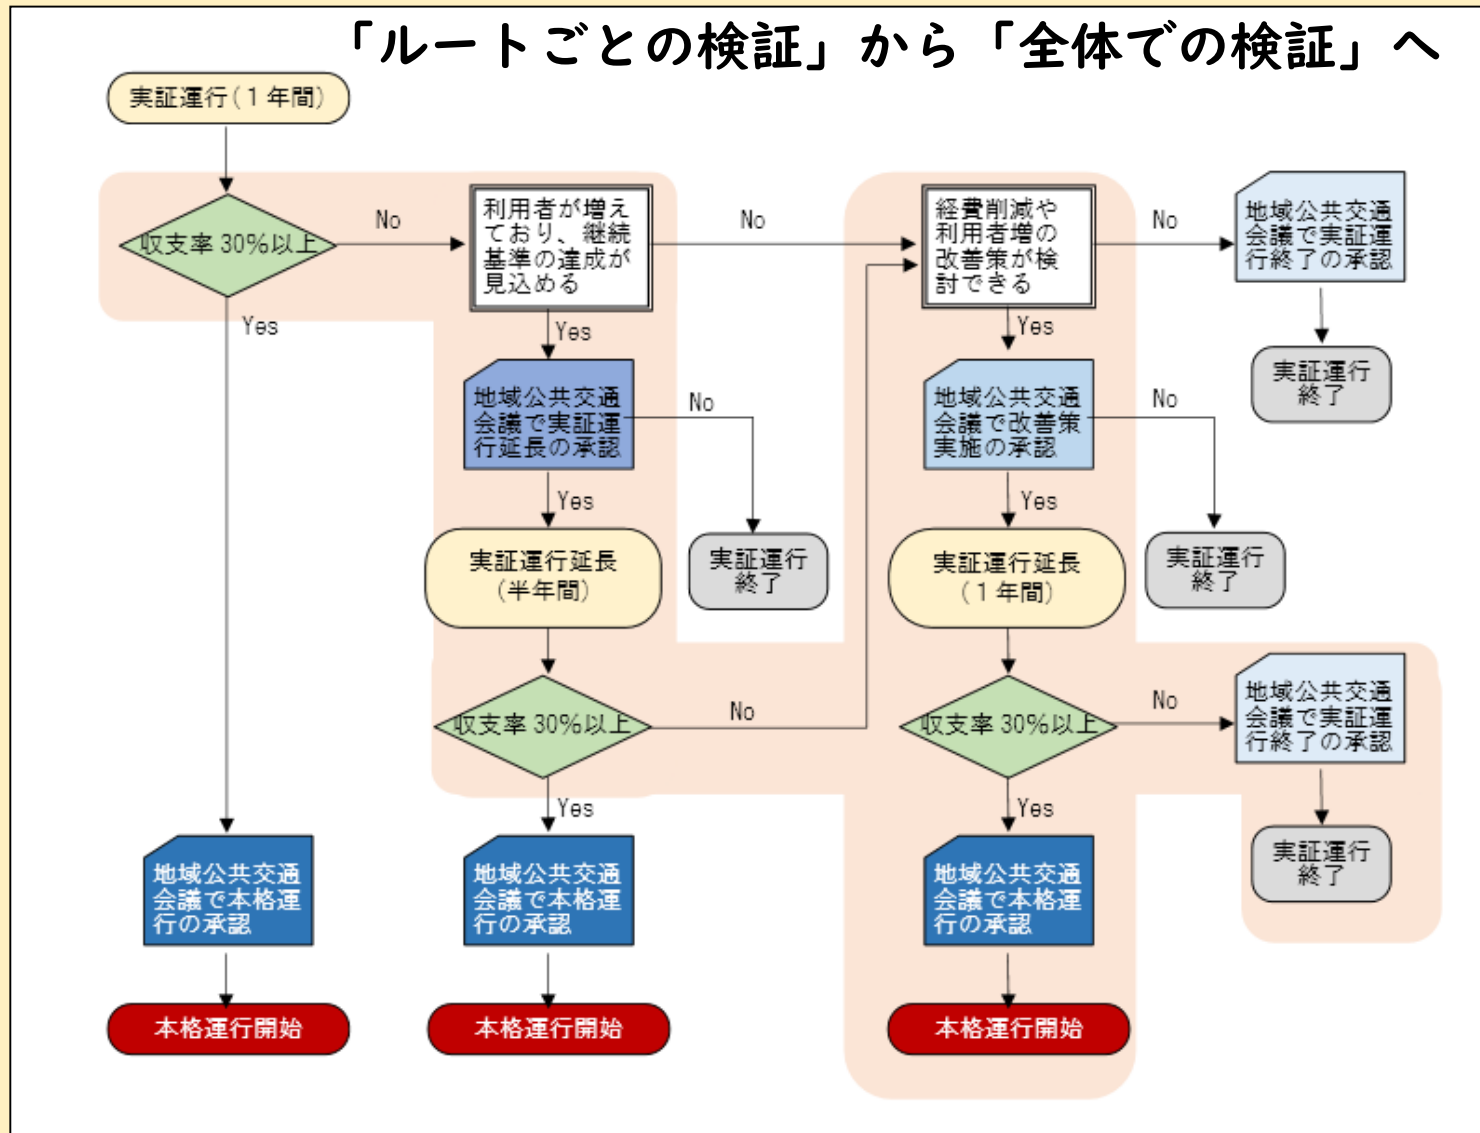 「ルートごとの検証」から「全体での検証」へ
実証運行(１年間)
収支率30%以上
No
Yes
利用者が増え
ており、継続
基準の達成が
見込める
No
Yes
経費削減や
利用者増の
改善策が検
討できる
No
Yes
地域公共交通
会議で実証運
行終了の承認
実証運行
終了
地域公共交通
会議で実証運
行延長の承認
No
Yes
実証運行
終了
地域公共交通
会議で改善策
実施の承認
No
Yes
実証運行
終了
実証運行延長
(半年間)
実証運行延長
(１年間)
収支率30%以上
No
Yes
収支率30%以上
No
Yes
地域公共交通
会議で実証運
行終了の承認
実証運行
終了
地域公共交通
会議で本格運
行の承認
地域公共交通
会議で本格運
行の承認
地域公共交通
会議で本格運
行の承認
本格運行開始
本格運行開始
本格運行開始